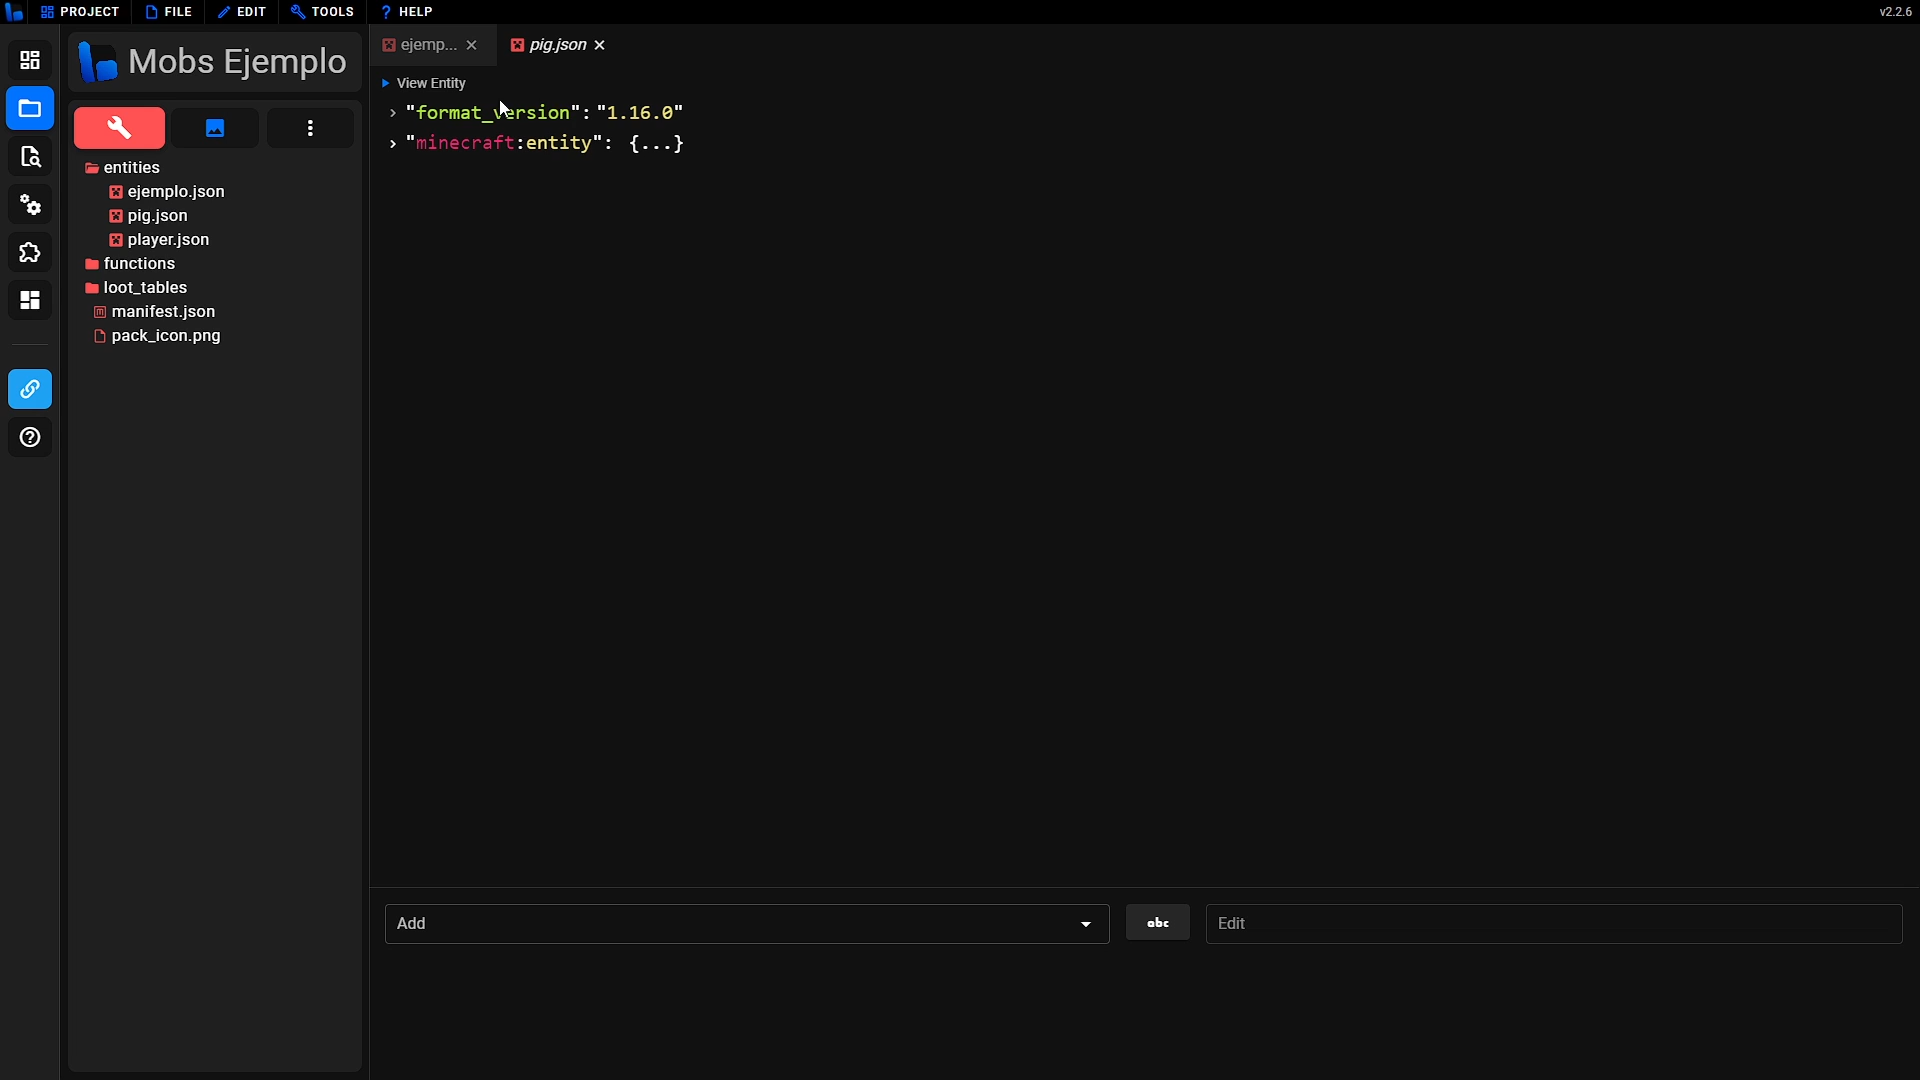 PROJECT FILE EDIT TOOLS ? HELP v2.2.6
Mobs Ejemplo
entities
ejemplo.json
pig.json
player.json
functions
loot_tables
manifest.json
pack_icon.png
ejemp... pig.json
View Entity
"format_version": "1.16.0"
"minecraft:entity": {...}
Add abc Edit